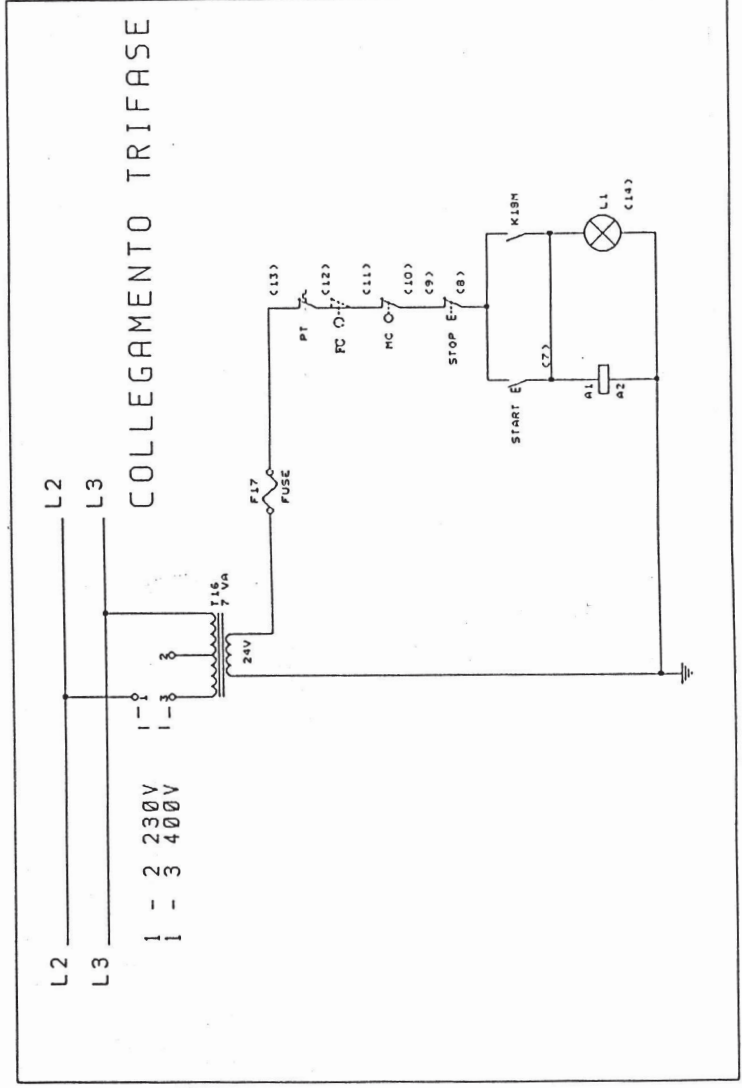 L2
L2
L3
L3
COLLEGAMENTO TRIFASE
1 - 2 230V
1 - 3 400V
1
3
2
T16
7 VA
24V
F17
FUSE
(13)
PT
(12)
FC
(11)
MC
(10)
(9)
STOP
(8)
K18M
START
(7)
A1
A2
L1
(14)